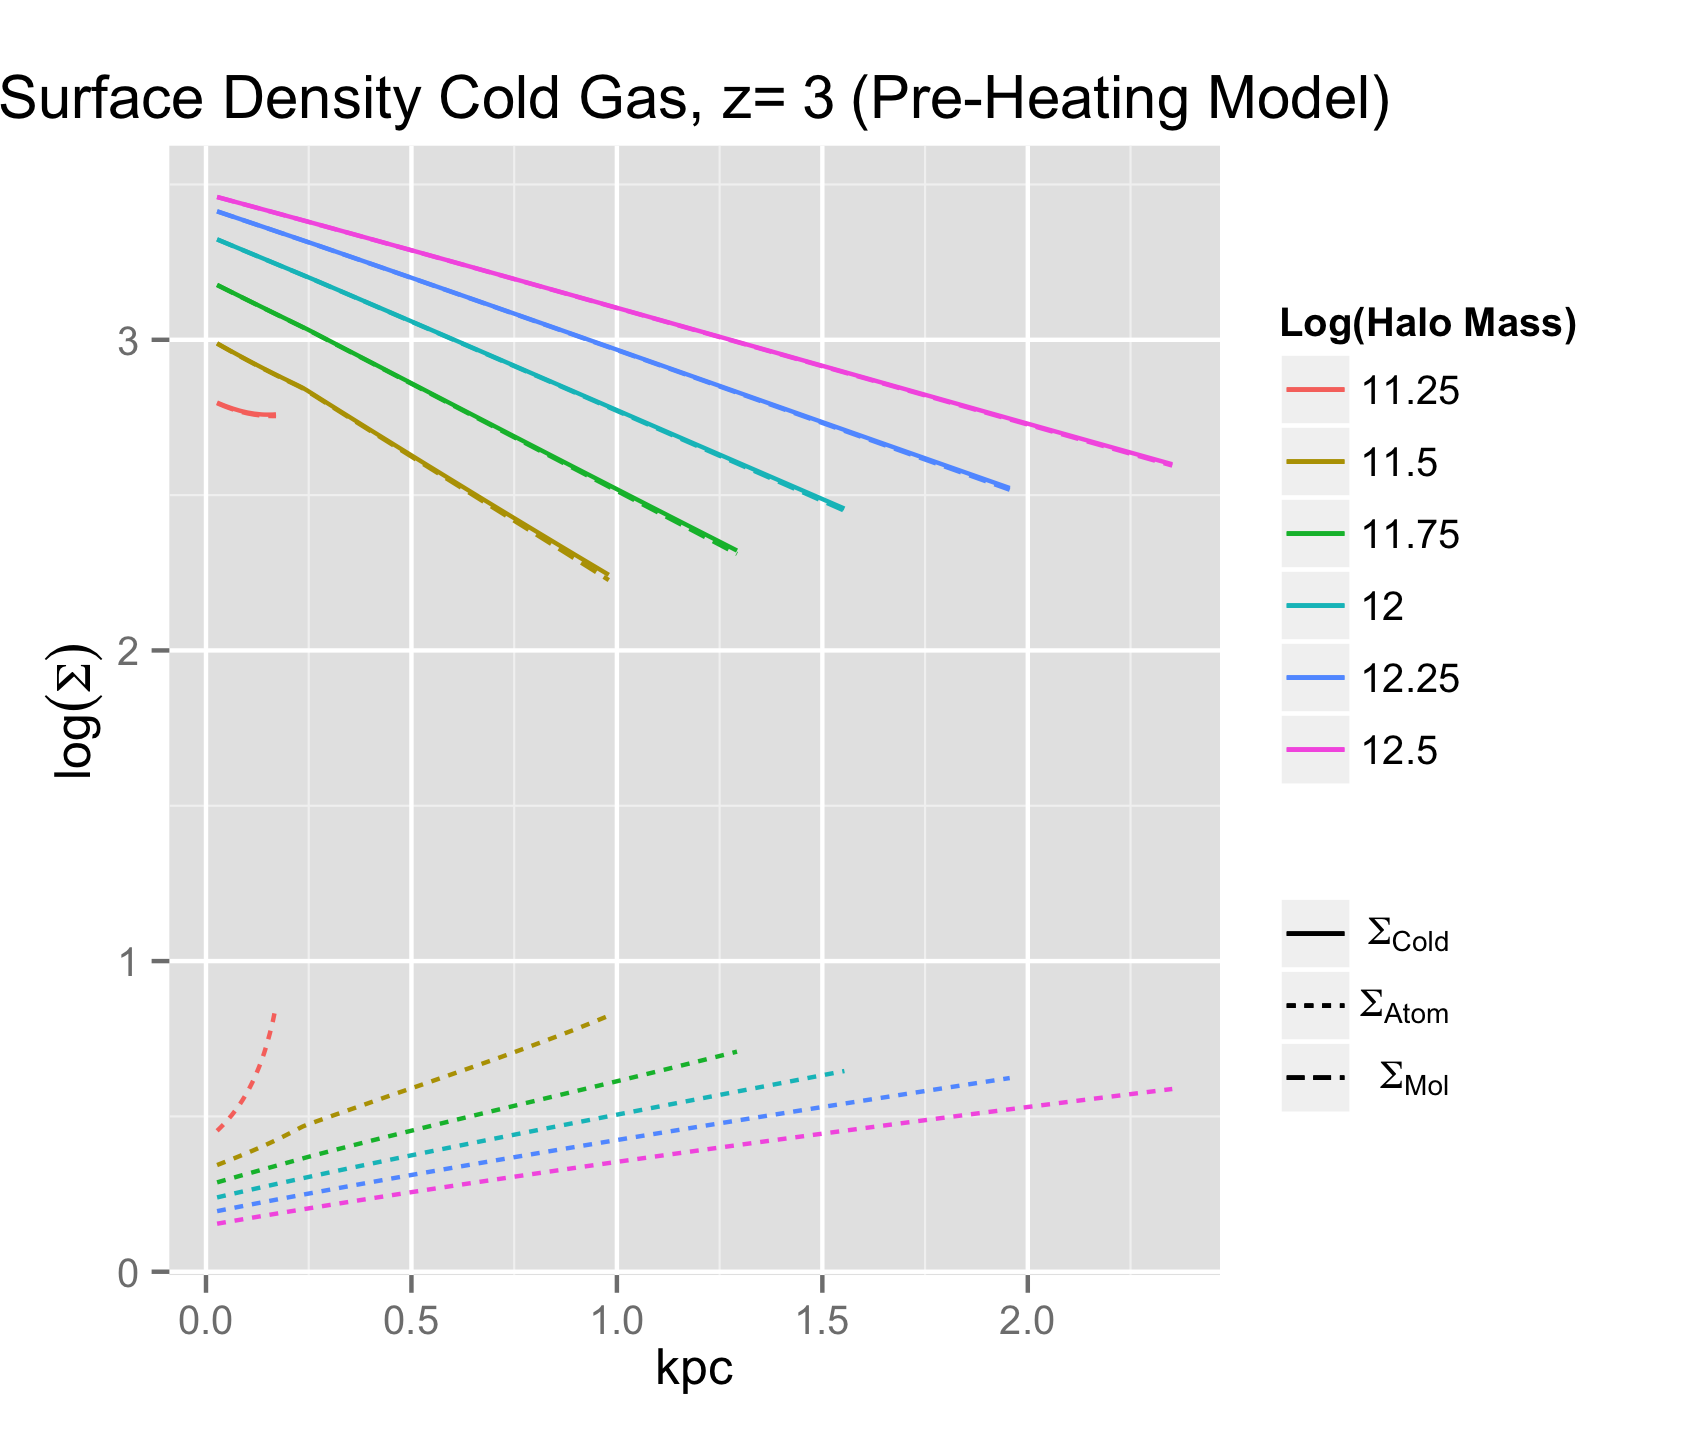 Surface Density Cold Gas, z= 3 (Pre-Heating Model)
log(Σ)
3
2
1
0
0.0 0.5 1.0 1.5 2.0
kpc
Log(Halo Mass)
11.25
11.5
11.75
12
12.25
12.5
ΣCold
ΣAtom
ΣMol